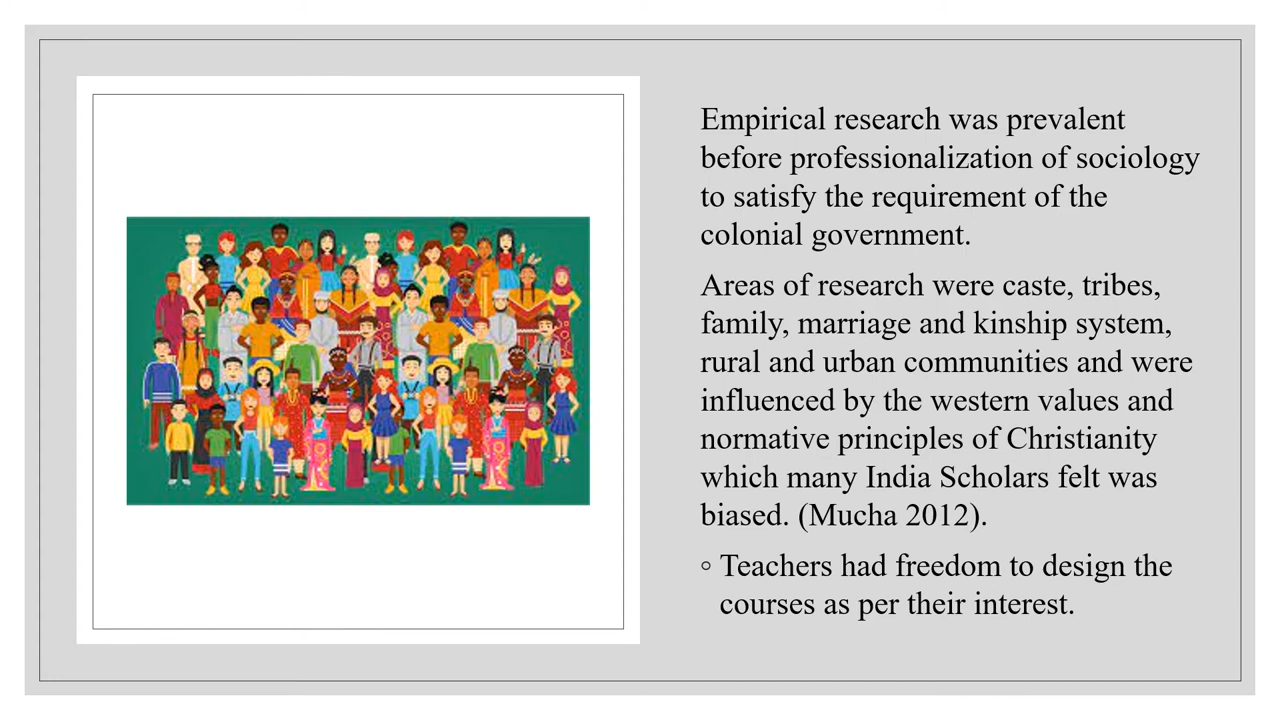 Empirical research was prevalent
before professionalization of sociology
to satisfy the requirement of the
colonial government.
Areas of research were caste, tribes,
family, marriage and kinship system,
rural and urban communities and were
influenced by the western values and
normative principles of Christianity
which many India Scholars felt was
biased. (Mucha 2012).
◦ Teachers had freedom to design the
courses as per their interest.